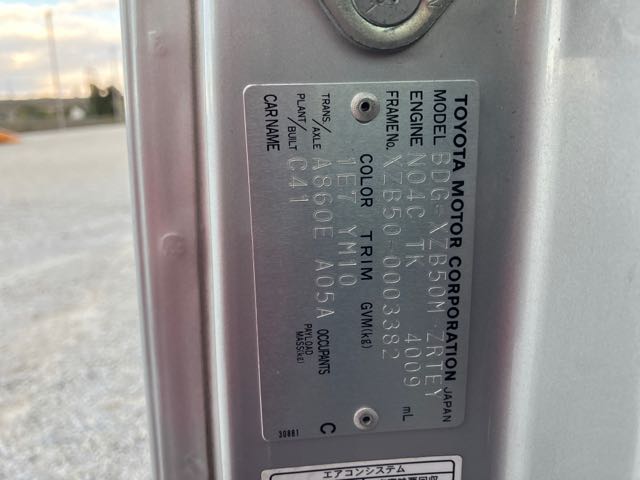 TOYOTA MOTOR CORPORATION JAPAN
MODEL BDG-XZB50M-ZRTEY
ENGINE N04C TK 4009 mL
FRAME No. XZB50-0003382
COLOR TRIM GVM(kg)
1E7 YM10
TRANS./AXLE A860E A05A OCCUPANTS
PLANT/BUILT C41 PAYLOAD MASS(kg)
CAR NAME C
30881
エアコンシステム